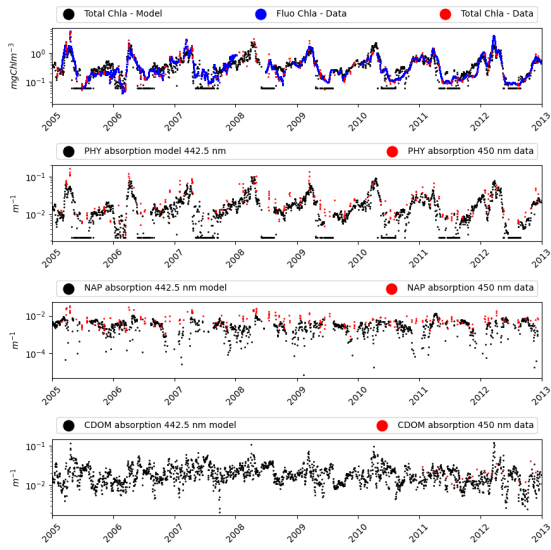 Total Chla - Model Fluo Chla - Data Total Chla - Data
mgChlm⁻³
10⁰
10⁻¹
2005 2006 2007 2008 2009 2010 2011 2012 2013
PHY absorption model 442.5 nm PHY absorption 450 nm data
m⁻¹
10⁻¹
10⁻²
2005 2006 2007 2008 2009 2010 2011 2012 2013
NAP absorption 442.5 nm model NAP absorption 450 nm data
m⁻¹
10⁻²
10⁻⁴
2005 2006 2007 2008 2009 2010 2011 2012 2013
CDOM absorption 442.5 nm model CDOM absorption 450 nm data
m⁻¹
10⁻¹
10⁻²
2005 2006 2007 2008 2009 2010 2011 2012 2013